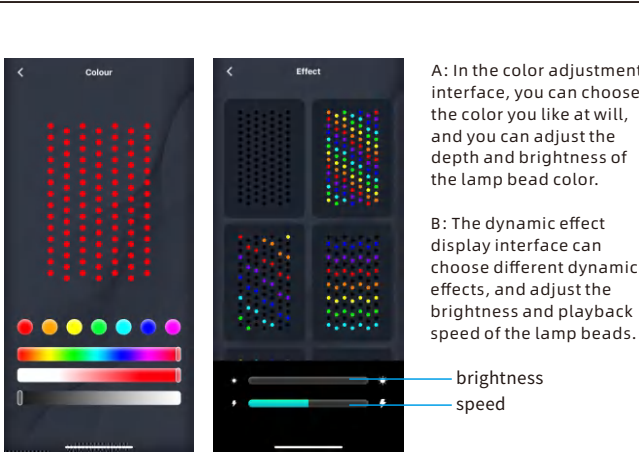 Colour
Effect
A: In the color adjustment
interface, you can choose
the color you like at will,
and you can adjust the
depth and brightness of
the lamp bead color.
B: The dynamic effect
display interface can
choose different dynamic
effects, and adjust the
brightness and playback
speed of the lamp beads.
brightness
speed